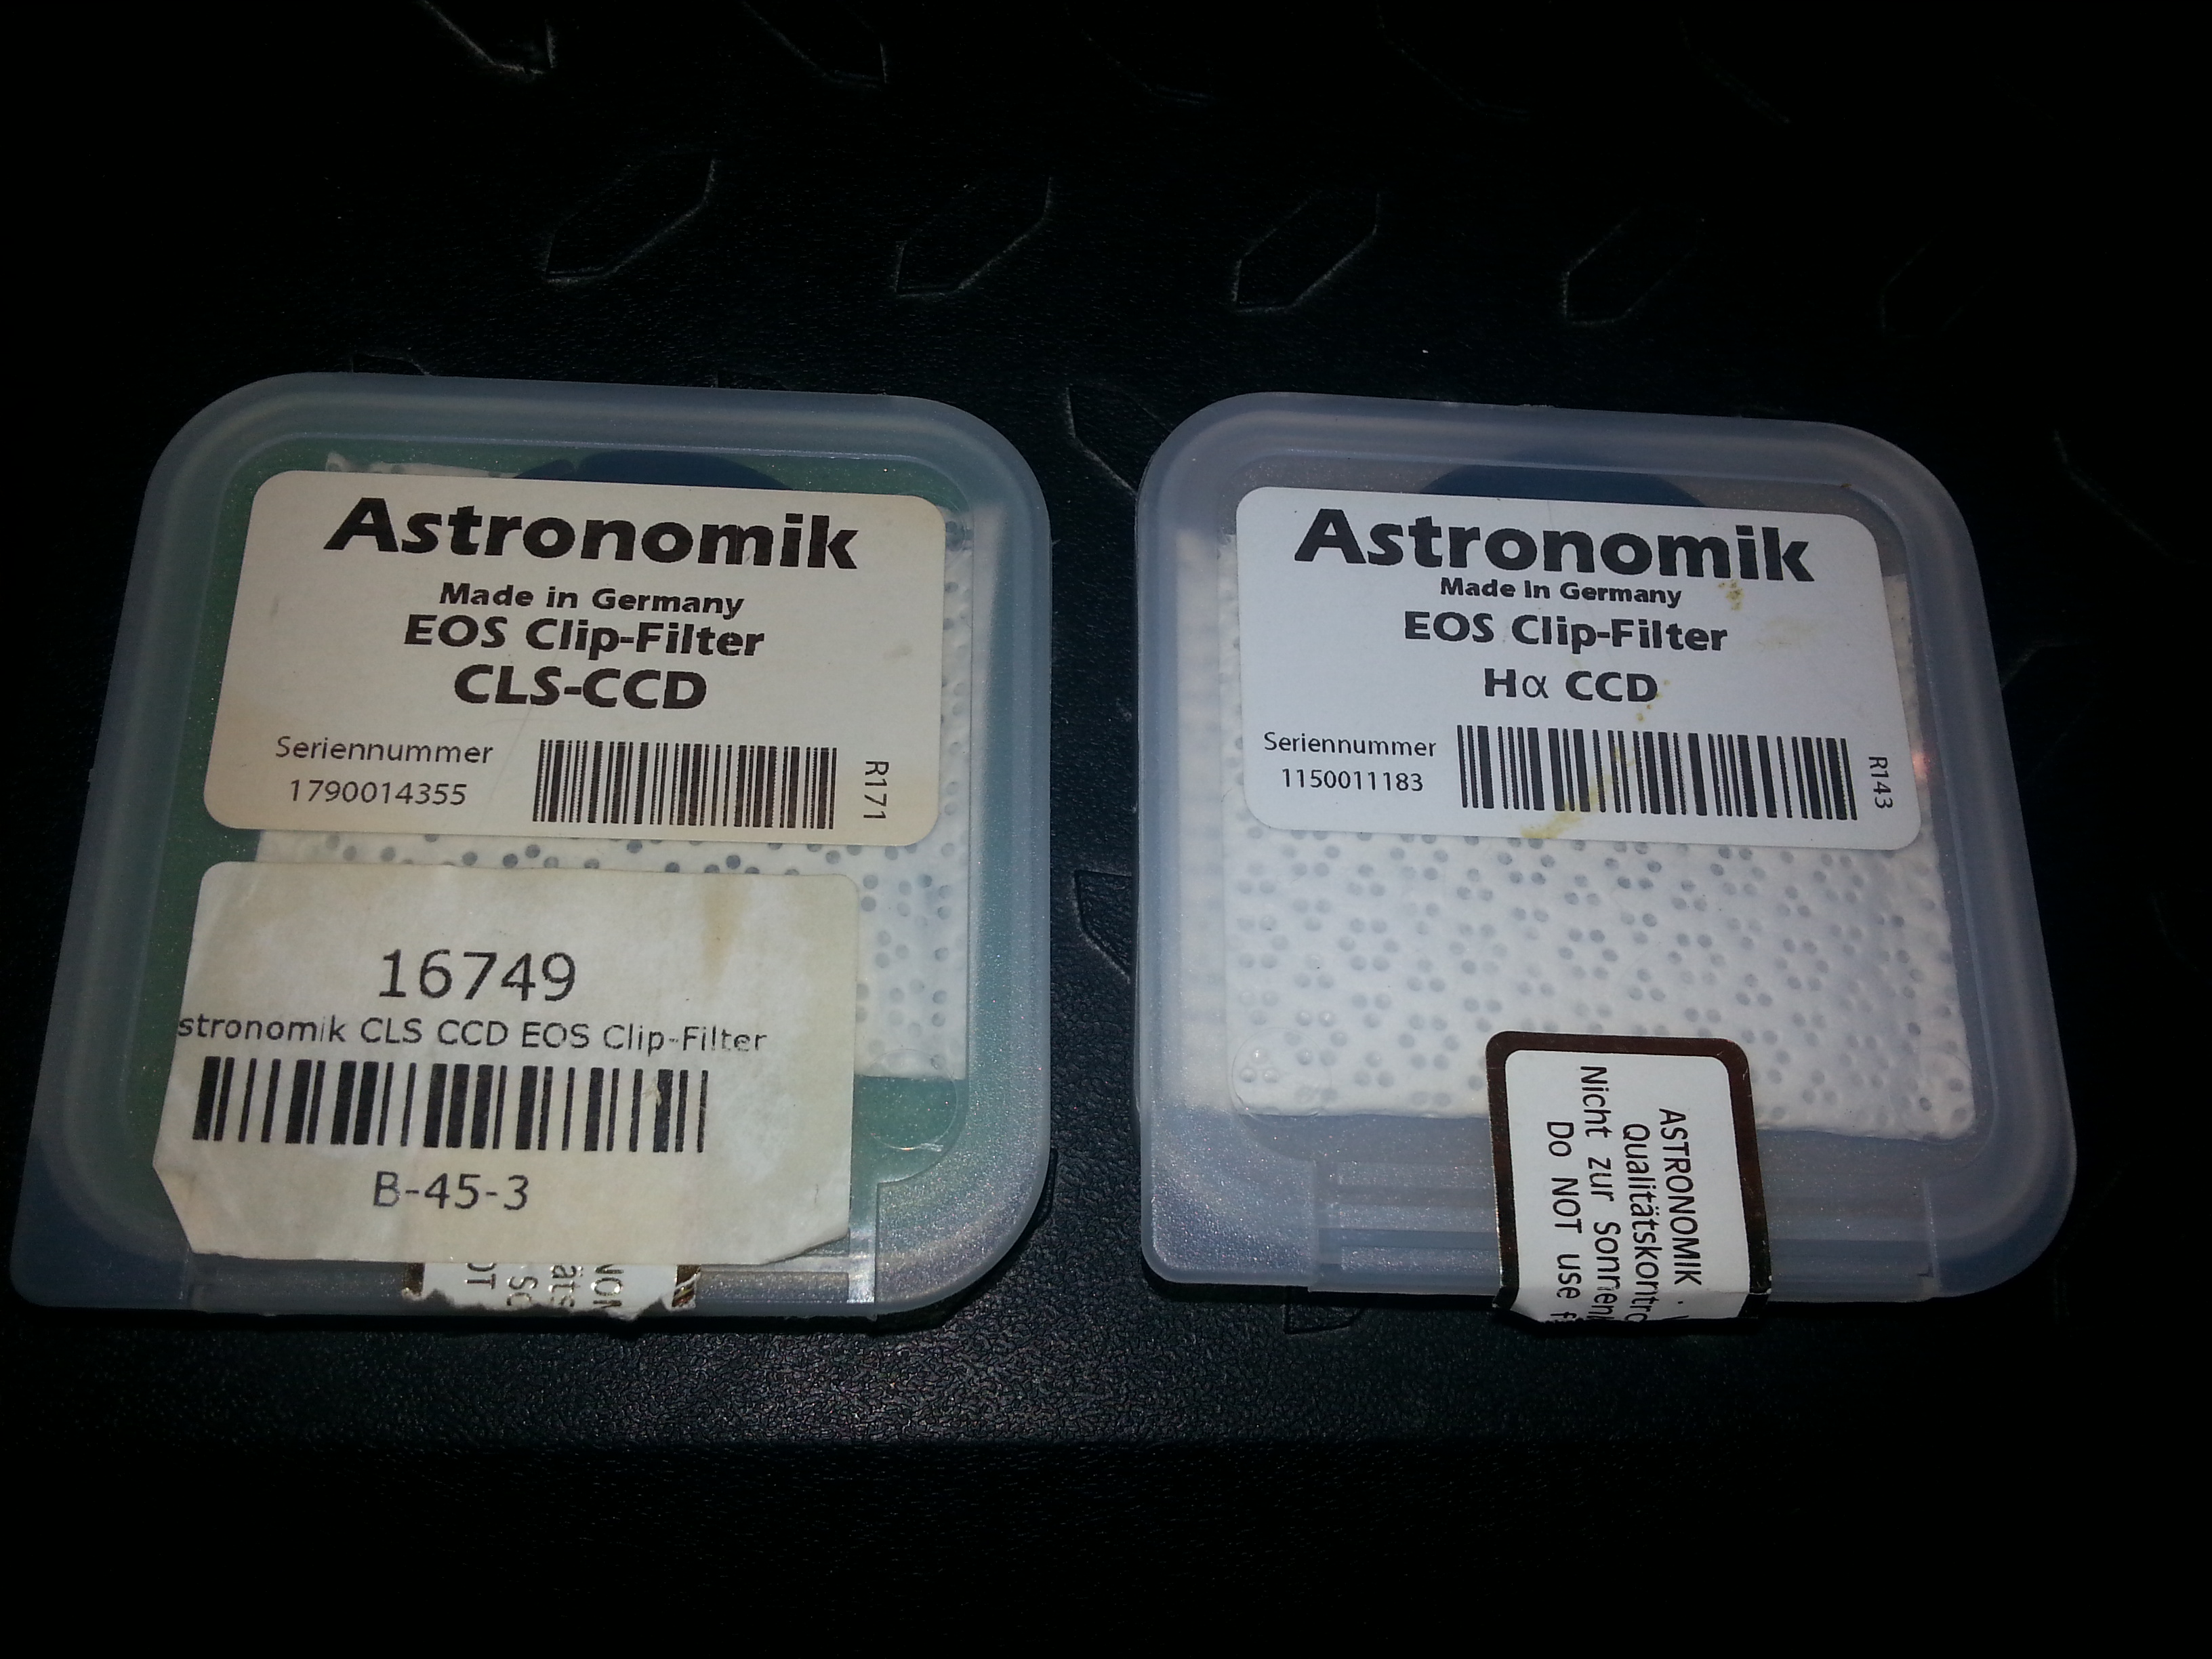 Astronomik
Made in Germany
EOS Clip-Filter
CLS-CCD
Seriennummer
1790014355
R171
16749
stronomik CLS CCD EOS Clip-Filter
B-45-3
Astronomik
Made In Germany
EOS Clip-Filter
Hα CCD
Seriennummer
1150011183
R143
ASTRONOMIK
Qualitätskontro
Nicht zur Sonnen
Do NOT use f